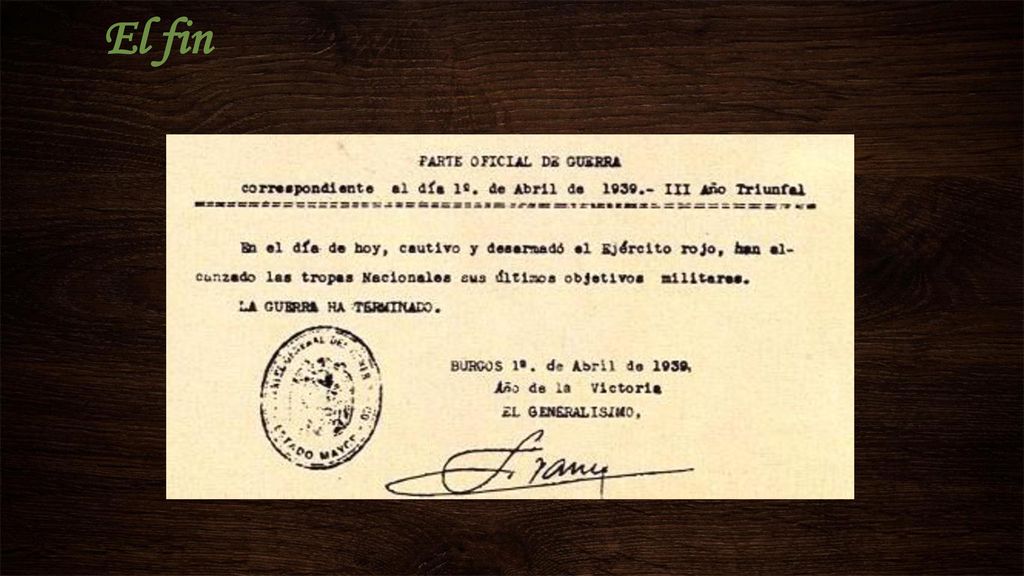 El fin
PARTE OFICIAL DE GUERRA
correspondiente al día 1º. de Abril de 1939.- III Año Triunfal
En el día de hoy, cautivo y desarmadó el Ejército rojo, han al-
canzado las tropas Nacionales sus últimos objetivos militares.
LA GUERRA HA TERMINADO.
BURGOS 1º. de Abril de 1939,
Año de la Victoria
EL GENERALISIMO,
ESTADO MAYOR